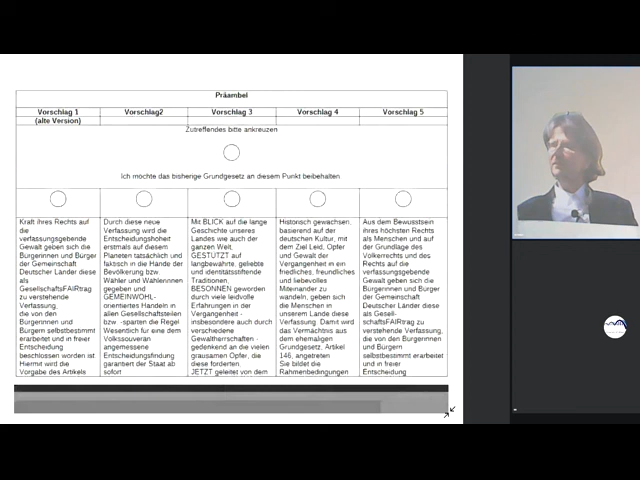 Präambel
Vorschlag 1
(alte Version)
Vorschlag2
Vorschlag 3
Vorschlag 4
Vorschlag 5
Zutreffendes bitte ankreuzen
Ich möchte das bisherige Grundgesetz an diesem Punkt beibehalten
Kraft ihres Rechts auf
die
verfassungsgebende
Gewalt geben sich die
Bürgerinnen und Bürger
der Gemeinschaft
Deutscher Länder diese
als
GesellschaftsFAIRtrag
zu verstehende
Verfassung,
die von den
Bürgerinnen und
Bürgern selbstbestimmt
erarbeitet und in freier
Entscheidung
beschlossen worden ist.
Hiermit wird die
Vorgabe des Artikels
Durch diese neue
Verfassung wird die
Entscheidungshoheit
erstmals auf diesem
Planeten tatsächlich und
faktisch in die Hände der
Bevölkerung bzw.
Wähler und Wählerinnen
gegeben und
GEMEINWOHL-
orientiertes Handeln in
allen Gesellschaftsteilen
bzw. -sparten die Regel
Wesentlich für eine dem
Volkssouverän
angemessene
Entscheidungsfindung
garantiert der Staat ab
sofort
Mit BLICK auf die lange
Geschichte unseres
Landes wie auch der
ganzen Welt,
GESTÜTZT auf
langbewährte, geliebte
und identitätsstiftende
Traditionen,
BESONNEN geworden
durch viele leidvolle
Erfahrungen in der
Vergangenheit -
insbesondere auch durch
verschiedene
Gewaltherrschaften -
gedenkend an die vielen
grausamen Opfer, die
diese forderten
JETZT geleitet von dem
Historisch gewachsen,
basierend auf der
deutschen Kultur, mit
dem Ziel Leid, Opfer
und Gewalt der
Vergangenheit in ein
friedliches, freundliches
und liebevolles
Miteinander zu
wandeln, geben sich
die Menschen in
unserem Lande diese
Verfassung. Damit wird
das Vermächtnis aus
dem ehemaligen
Grundgesetz, Artikel
146, angetreten
Sie bildet die
Rahmenbedingungen
Aus dem Bewusstsein
ihres höchsten Rechts
als Menschen und auf
der Grundlage des
Völkerrechts und des
Rechts auf die
verfassungsgebende
Gewalt geben sich die
Bürgerinnen und Bürger
der Gemeinschaft
Deutscher Länder diese
als Gesell-
schaftsFAIRtrag zu
verstehende Verfassung,
die von den Bürgerinnen
und Bürgern
selbstbestimmt erarbeitet
und in freier
Entscheidung